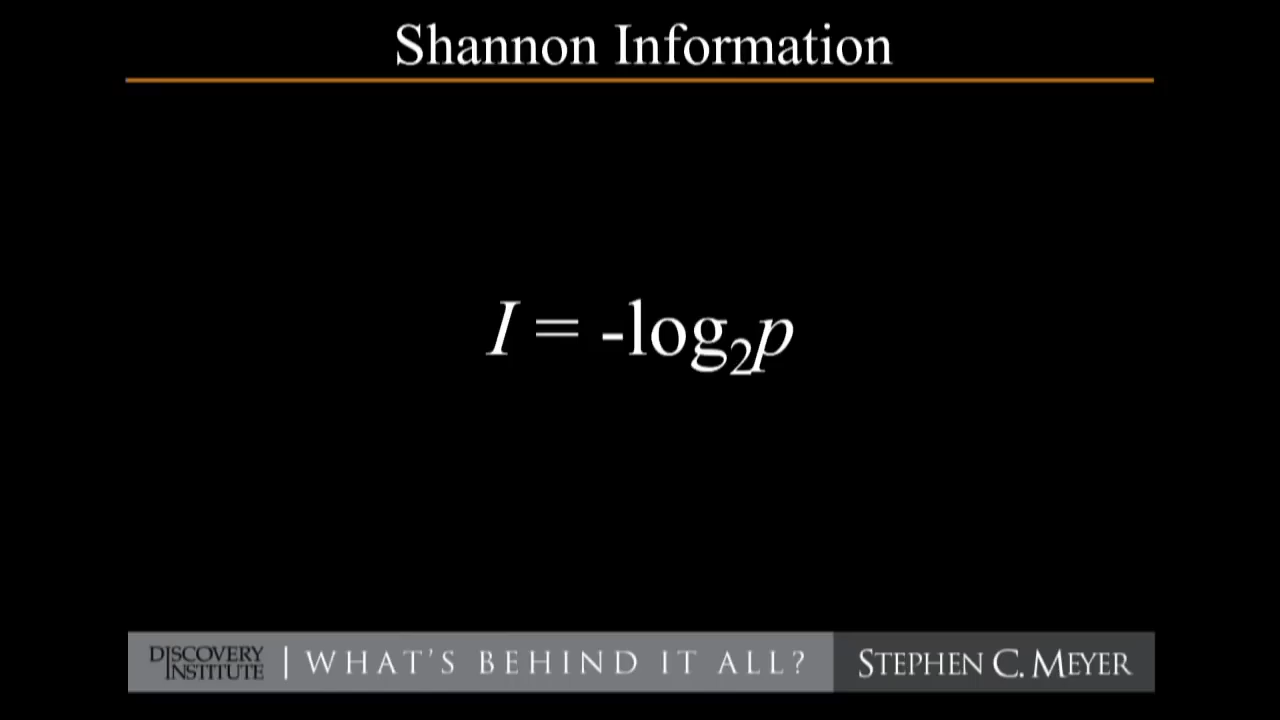 Shannon Information
I = -log₂p
DISCOVERY
INSTITUTE
WHAT'S BEHIND IT ALL?
STEPHEN C. MEYER